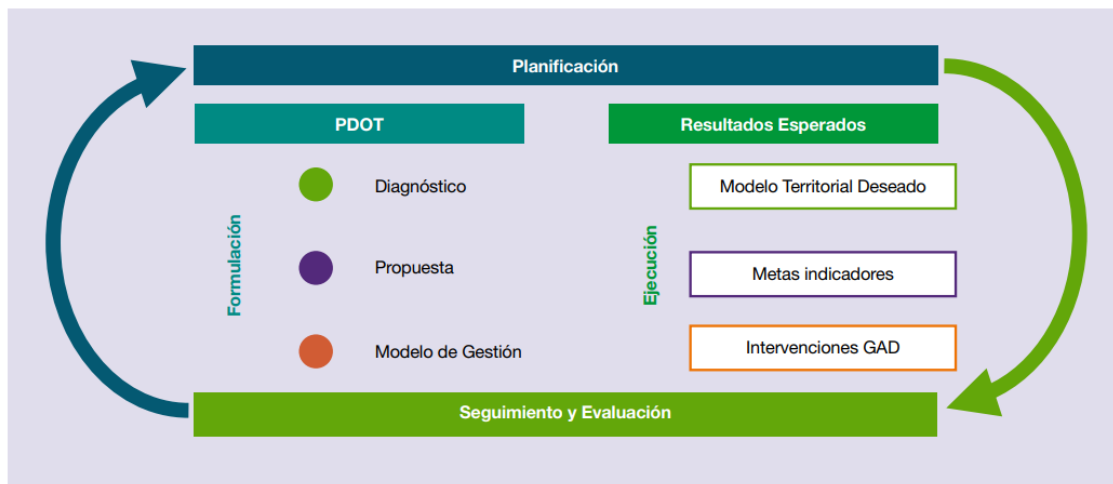 Planificación
PDOT
Resultados Esperados
Formulación
Diagnóstico
Propuesta
Modelo de Gestión
Ejecución
Modelo Territorial Deseado
Metas indicadores
Intervenciones GAD
Seguimiento y Evaluación